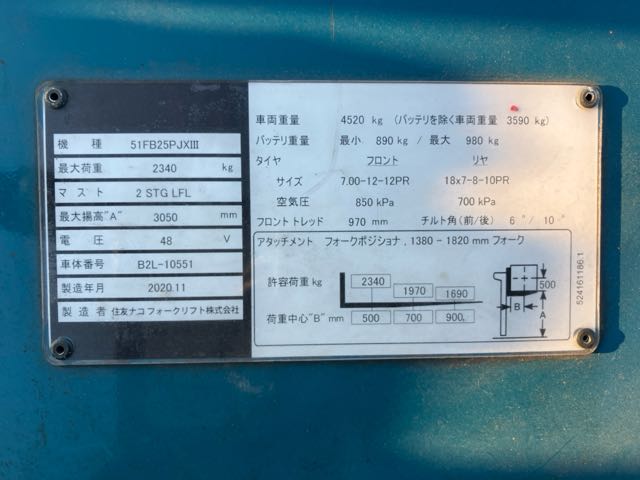 機種 51FB25PJXIII
最大荷重 2340 kg
マスト 2 STG LFL
最大揚高"A" 3050 mm
電圧 48 V
車体番号 B2L-10551
製造年月 2020.11
製造者 住友ナコ フォークリフト株式会社
車両重量 4520 kg (バッテリを除く車両重量 3590 kg)
バッテリ重量 最小 890 kg / 最大 980 kg
タイヤ フロント リヤ
サイズ 7.00-12-12PR 18x7-8-10PR
空気圧 850 kPa 700 kPa
フロント トレッド 970 mm チルト角(前/後) 6 °/ 10 °
アタッチメント フォークポジショナ , 1380 - 1820 mm フォーク
許容荷重 kg 2340 1970 1690
荷重中心"B" mm 500 700 900
B A 500
524161186.1